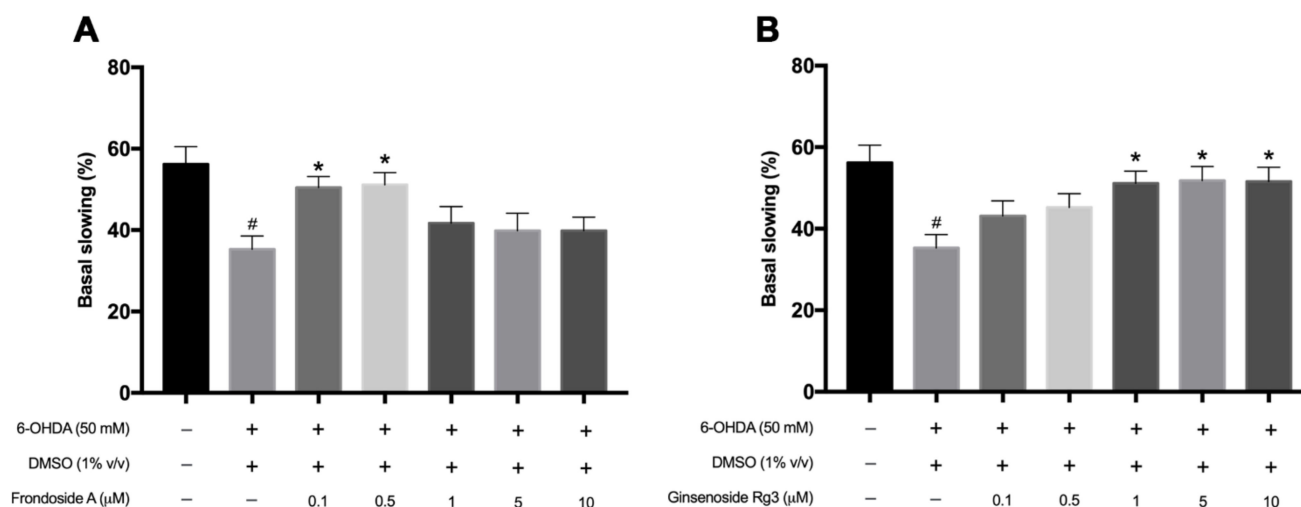 A
80
60
40
20
0
Basal slowing (%)
#
*
*
6-OHDA (50 mM) – + + + + + +
DMSO (1% v/v) – + + + + + +
Frondoside A (µM) – – 0.1 0.5 1 5 10
B
80
60
40
20
0
Basal slowing (%)
#
*
*
*
6-OHDA (50 mM) – + + + + + +
DMSO (1% v/v) – + + + + + +
Ginsenoside Rg3 (µM) – – 0.1 0.5 1 5 10